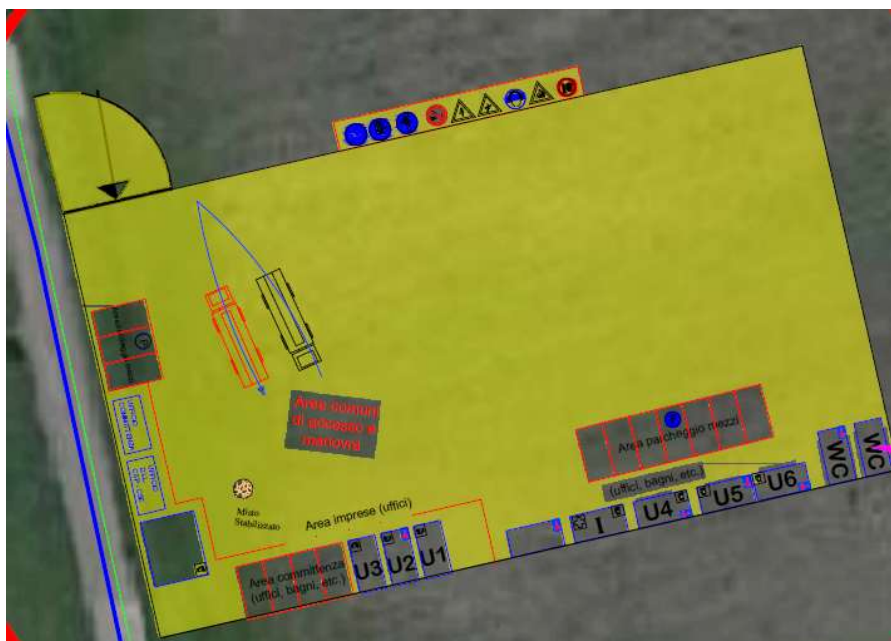 Area comuni
di accesso e
manovra
Area parcheggio mezzi
(uffici, bagni, etc.)
WC
WC
U6
U5
U4
I
Misto
Stabilizzato
Area imprese (uffici)
U1
U2
U3
Area committenza
(uffici, bagni, etc.)